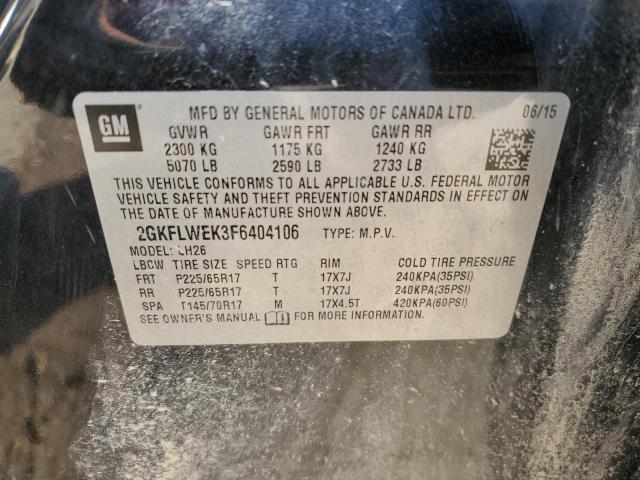 GM MFD BY GENERAL MOTORS OF CANADA LTD. 06/15
GVWR GAWR FRT GAWR RR
2300 KG 1175 KG 1240 KG
5070 LB 2590 LB 2733 LB
THIS VEHICLE CONFORMS TO ALL APPLICABLE U.S. FEDERAL MOTOR
VEHICLE SAFETY AND THEFT PREVENTION STANDARDS IN EFFECT ON
THE DATE OF MANUFACTURE SHOWN ABOVE.
2GKFLWEK3F6404106 TYPE: M.P.V.
MODEL: LH26
LBCW TIRE SIZE SPEED RTG RIM COLD TIRE PRESSURE
FRT P225/65R17 T 17X7J 240KPA(35PSI)
RR P225/65R17 T 17X7J 240KPA(35PSI)
SPA T145/70R17 M 17X4.5T 420KPA(60PSI)
SEE OWNER'S MANUAL FOR MORE INFORMATION.